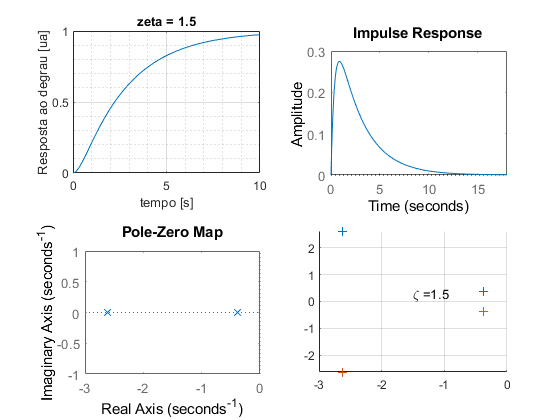 zeta = 1.5
Resposta ao degrau [ua]
1
0.5
0
0 5 10
tempo [s]
Impulse Response
Amplitude
0.3
0.2
0.1
0
0 5 10 15
Time (seconds)
Pole-Zero Map
Imaginary Axis (seconds⁻¹)
1
0.5
0
-0.5
-1
-3 -2 -1 0
Real Axis (seconds⁻¹)
2
1
0
-1
-2
ζ =1.5
-3 -2 -1 0